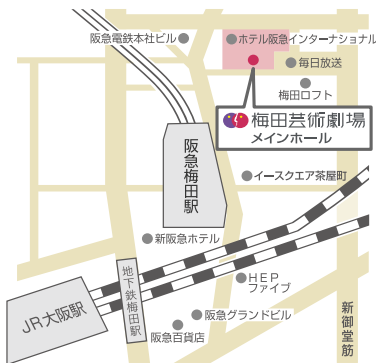 阪急電鉄本社ビル
ホテル阪急インターナショナル
毎日放送
梅田ロフト
梅田芸術劇場
メインホール
阪急梅田駅
イースクエア茶屋町
新阪急ホテル
地下鉄梅田駅
HEP
ファイブ
JR大阪駅
阪急グランドビル
阪急百貨店
新御堂筋